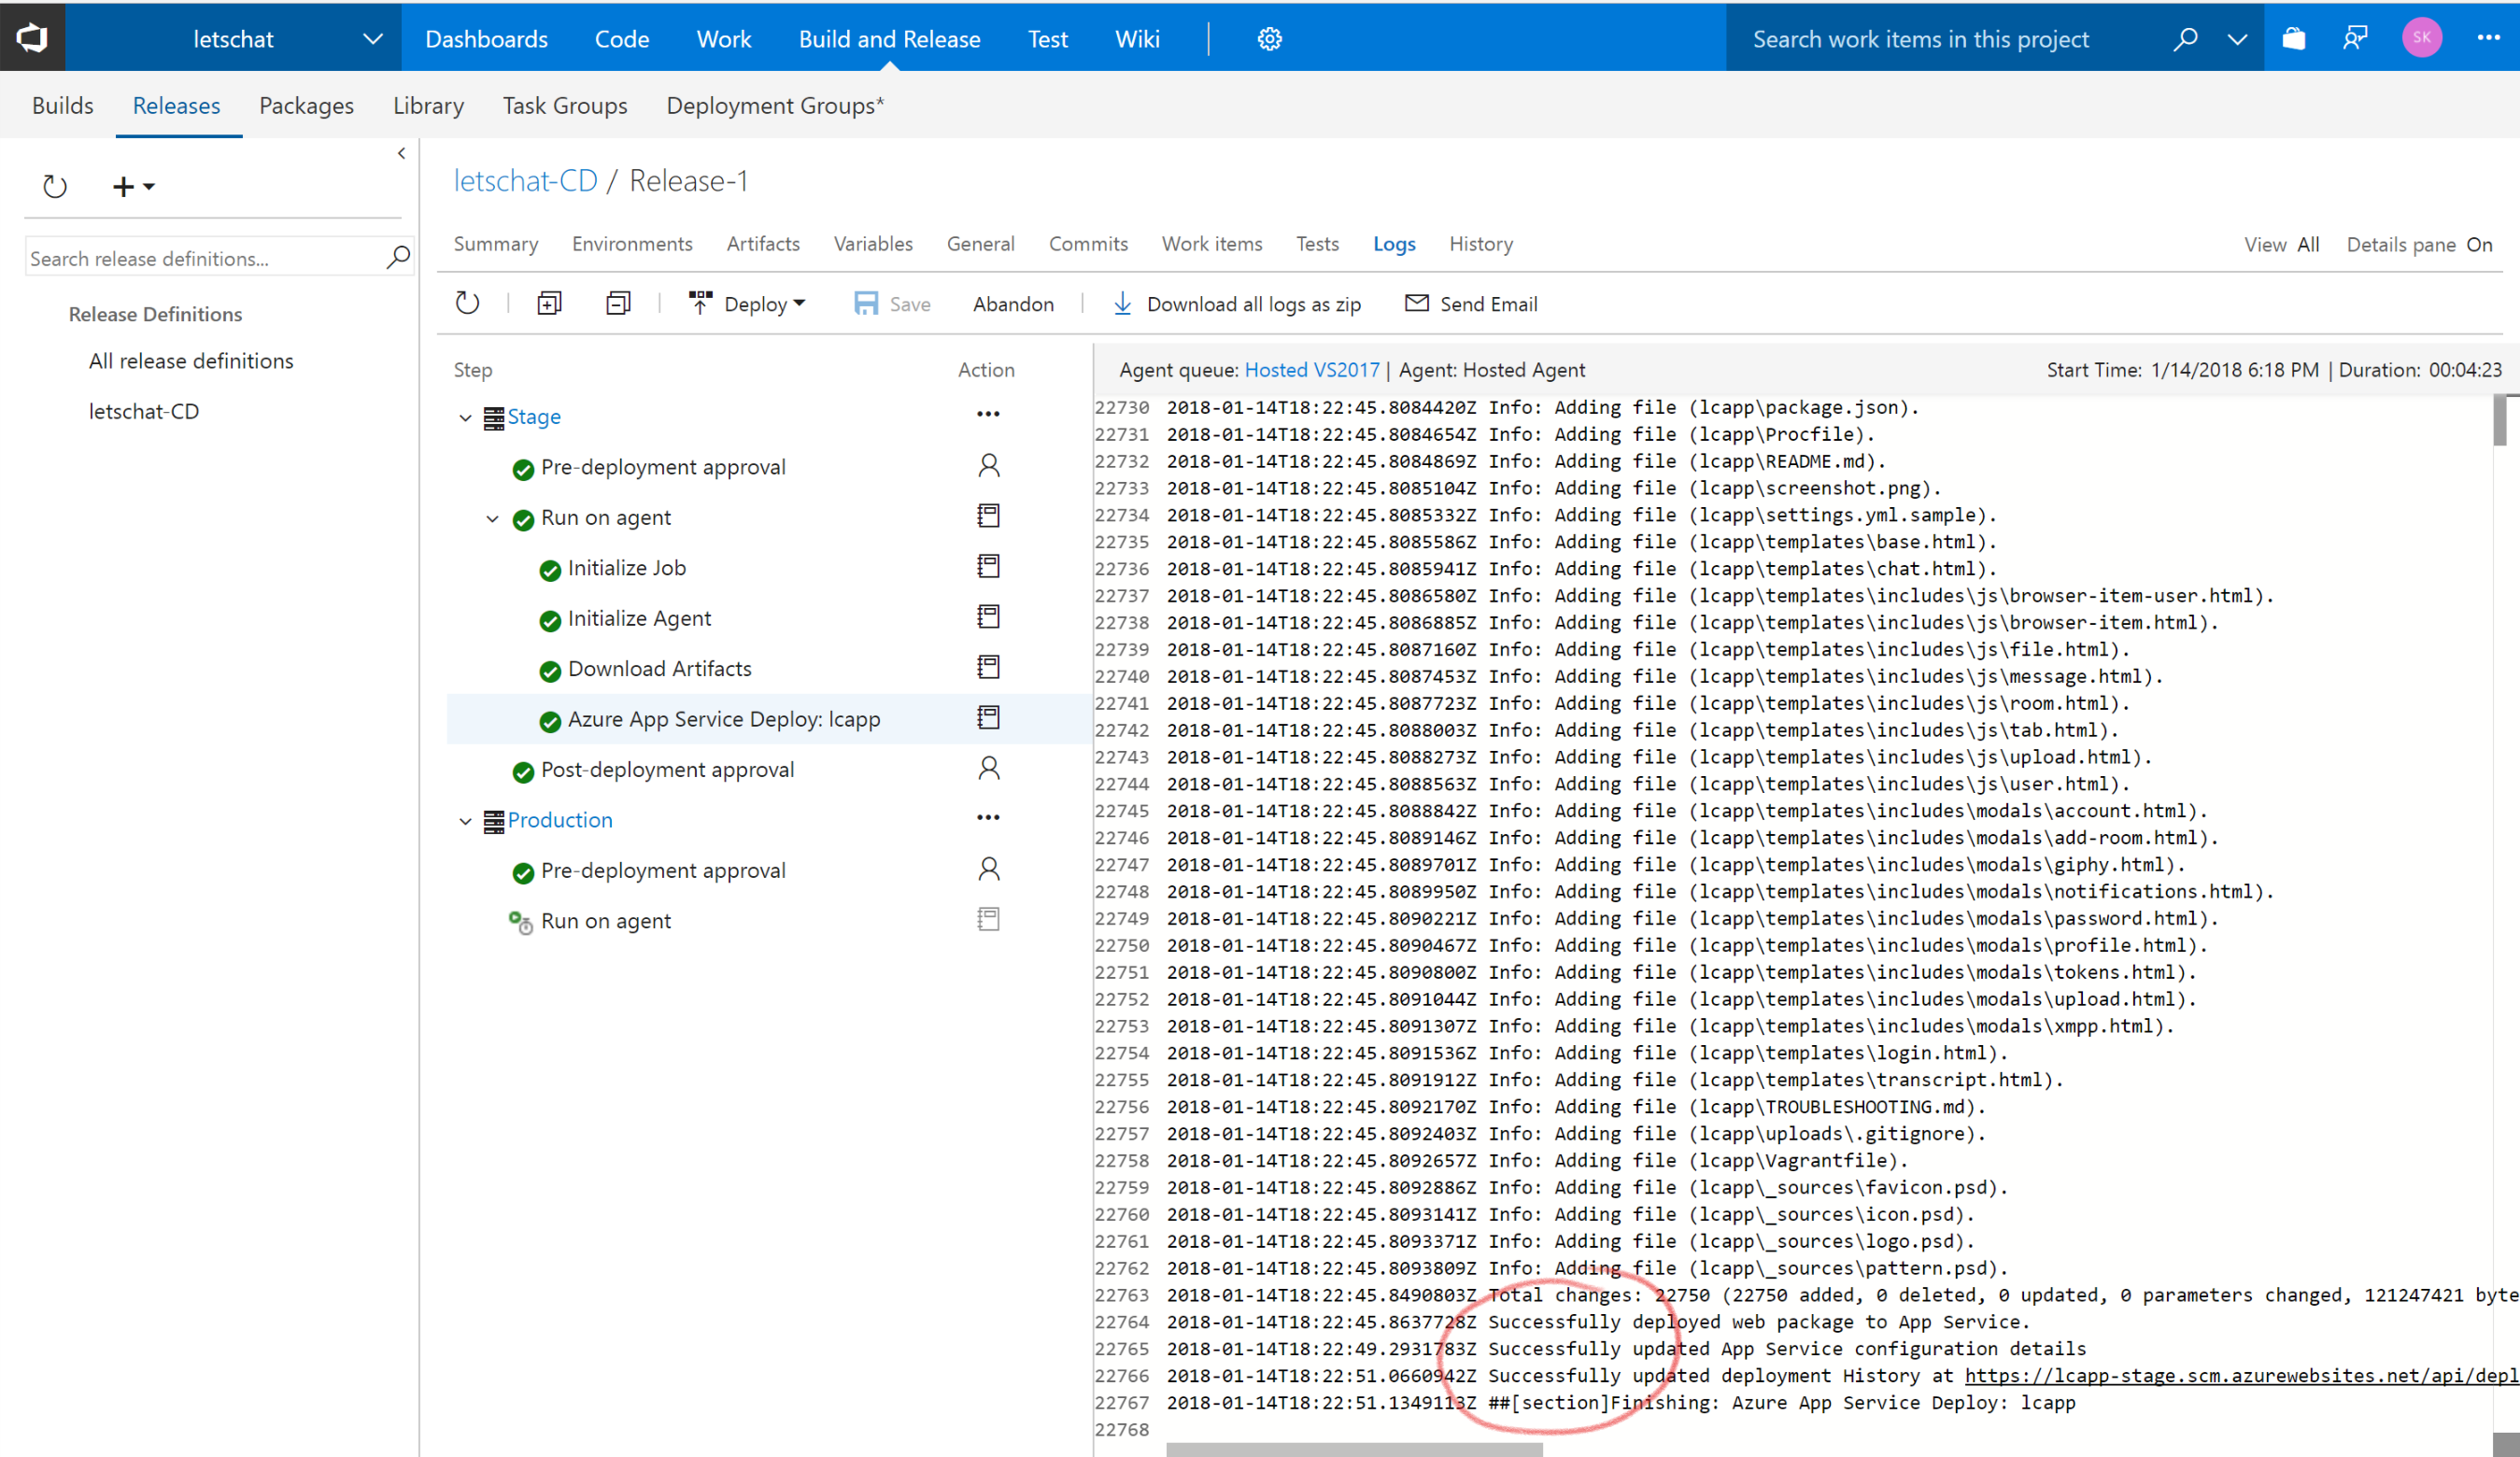 letschat
Dashboards Code Work Build and Release Test Wiki
Search work items in this project
SK
Builds Releases Packages Library Task Groups Deployment Groups*
letschat-CD / Release-1
Summary Environments Artifacts Variables General Commits Work items Tests Logs History
View All Details pane On
Search release definitions...
Release Definitions
All release definitions
letschat-CD
Deploy Save Abandon Download all logs as zip Send Email
Step Action
Stage
Pre-deployment approval
Run on agent
Initialize Job
Initialize Agent
Download Artifacts
Azure App Service Deploy: lcapp
Post-deployment approval
Production
Pre-deployment approval
Run on agent
Agent queue: Hosted VS2017 | Agent: Hosted Agent
Start Time: 1/14/2018 6:18 PM | Duration: 00:04:23
22730 2018-01-14T18:22:45.8084420Z Info: Adding file (lcapp\package.json).
22731 2018-01-14T18:22:45.8084654Z Info: Adding file (lcapp\Procfile).
22732 2018-01-14T18:22:45.8084869Z Info: Adding file (lcapp\README.md).
22733 2018-01-14T18:22:45.8085104Z Info: Adding file (lcapp\screenshot.png).
22734 2018-01-14T18:22:45.8085332Z Info: Adding file (lcapp\settings.yml.sample).
22735 2018-01-14T18:22:45.8085586Z Info: Adding file (lcapp\templates\base.html).
22736 2018-01-14T18:22:45.8085941Z Info: Adding file (lcapp\templates\chat.html).
22737 2018-01-14T18:22:45.8086580Z Info: Adding file (lcapp\templates\includes\js\browser-item-user.html).
22738 2018-01-14T18:22:45.8086885Z Info: Adding file (lcapp\templates\includes\js\browser-item.html).
22739 2018-01-14T18:22:45.8087160Z Info: Adding file (lcapp\templates\includes\js\file.html).
22740 2018-01-14T18:22:45.8087453Z Info: Adding file (lcapp\templates\includes\js\message.html).
22741 2018-01-14T18:22:45.8087723Z Info: Adding file (lcapp\templates\includes\js\room.html).
22742 2018-01-14T18:22:45.8088003Z Info: Adding file (lcapp\templates\includes\js\tab.html).
22743 2018-01-14T18:22:45.8088273Z Info: Adding file (lcapp\templates\includes\js\upload.html).
22744 2018-01-14T18:22:45.8088563Z Info: Adding file (lcapp\templates\includes\js\user.html).
22745 2018-01-14T18:22:45.8088842Z Info: Adding file (lcapp\templates\includes\modals\account.html).
22746 2018-01-14T18:22:45.8089146Z Info: Adding file (lcapp\templates\includes\modals\add-room.html).
22747 2018-01-14T18:22:45.8089701Z Info: Adding file (lcapp\templates\includes\modals\giphy.html).
22748 2018-01-14T18:22:45.8089950Z Info: Adding file (lcapp\templates\includes\modals\notifications.html).
22749 2018-01-14T18:22:45.8090221Z Info: Adding file (lcapp\templates\includes\modals\password.html).
22750 2018-01-14T18:22:45.8090467Z Info: Adding file (lcapp\templates\includes\modals\profile.html).
22751 2018-01-14T18:22:45.8090800Z Info: Adding file (lcapp\templates\includes\modals\tokens.html).
22752 2018-01-14T18:22:45.8091044Z Info: Adding file (lcapp\templates\includes\modals\upload.html).
22753 2018-01-14T18:22:45.8091307Z Info: Adding file (lcapp\templates\includes\modals\xmpp.html).
22754 2018-01-14T18:22:45.8091536Z Info: Adding file (lcapp\templates\login.html).
22755 2018-01-14T18:22:45.8091912Z Info: Adding file (lcapp\templates\transcript.html).
22756 2018-01-14T18:22:45.8092170Z Info: Adding file (lcapp\TROUBLESHOOTING.md).
22757 2018-01-14T18:22:45.8092403Z Info: Adding file (lcapp\uploads\.gitignore).
22758 2018-01-14T18:22:45.8092657Z Info: Adding file (lcapp\Vagrantfile).
22759 2018-01-14T18:22:45.8092886Z Info: Adding file (lcapp\_sources\favicon.psd).
22760 2018-01-14T18:22:45.8093141Z Info: Adding file (lcapp\_sources\icon.psd).
22761 2018-01-14T18:22:45.8093371Z Info: Adding file (lcapp\_sources\logo.psd).
22762 2018-01-14T18:22:45.8093809Z Info: Adding file (lcapp\_sources\pattern.psd).
22763 2018-01-14T18:22:45.8490803Z Total changes: 22750 (22750 added, 0 deleted, 0 updated, 0 parameters changed, 121247421 byte
22764 2018-01-14T18:22:45.8637728Z Successfully deployed web package to App Service.
22765 2018-01-14T18:22:49.2931783Z Successfully updated App Service configuration details
22766 2018-01-14T18:22:51.0660942Z Successfully updated deployment History at https://lcapp-stage.scm.azurewebsites.net/api/depl
22767 2018-01-14T18:22:51.1349113Z ##[section]Finishing: Azure App Service Deploy: lcapp
22768